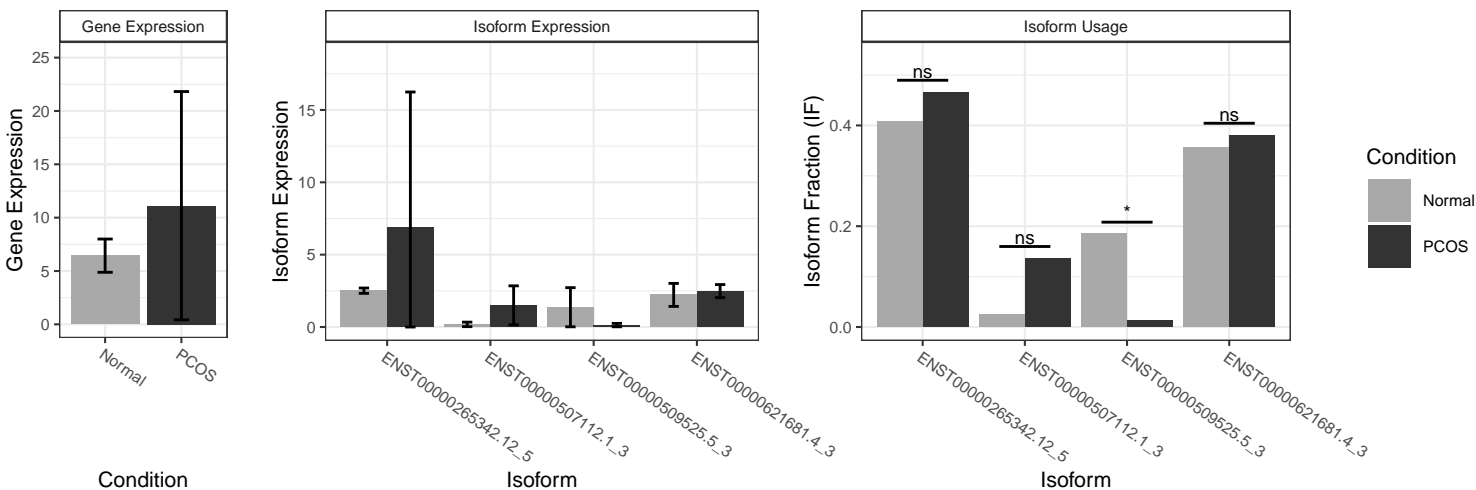 Gene Expression
Isoform Expression
Isoform Usage
Gene Expression
25
20
15
10
5
0
Normal
PCOS
Condition
Isoform Expression
15
10
5
0
ENST00000265342.12_5
ENST00000507112.1_3
ENST00000509525.5_3
ENST00000621681.4_3
Isoform
Isoform Fraction (IF)
0.4
0.2
0.0
ns
ns
*
ns
ENST00000265342.12_5
ENST00000507112.1_3
ENST00000509525.5_3
ENST00000621681.4_3
Isoform
Condition
Normal
PCOS